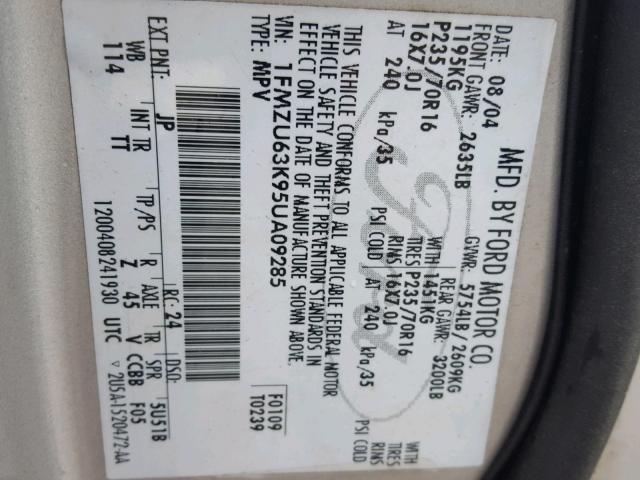 MFD. BY FORD MOTOR CO.
DATE: 08/04 GVWR: 5754LB/2609KG
FRONT GAWR: 2635LB REAR GAWR: 3200LB
1195KG WITH 1451KG WITH
P235/70R16 TIRES P235/70R16 TIRES
16X7.0J RIMS 16X7.0J RIMS
AT 240 kPa/35 PSI COLD AT 240 kPa/35 PSI COLD
THIS VEHICLE CONFORMS TO ALL APPLICABLE FEDERAL MOTOR
VEHICLE SAFETY AND THEFT PREVENTION STANDARDS IN
EFFECT ON THE DATE OF MANUFACTURE SHOWN ABOVE.
VIN: 1FMZU63K95UA09285 F0109
MPV T0239
EXT PNT: JP RC: 24 DSO:
WB INT TR TP/PS R AXLE TR SPR 5U51B
114 TT Z 45 V CCBB F05
1200408241930 UTC V 2U5A-1520472-AA
Ford